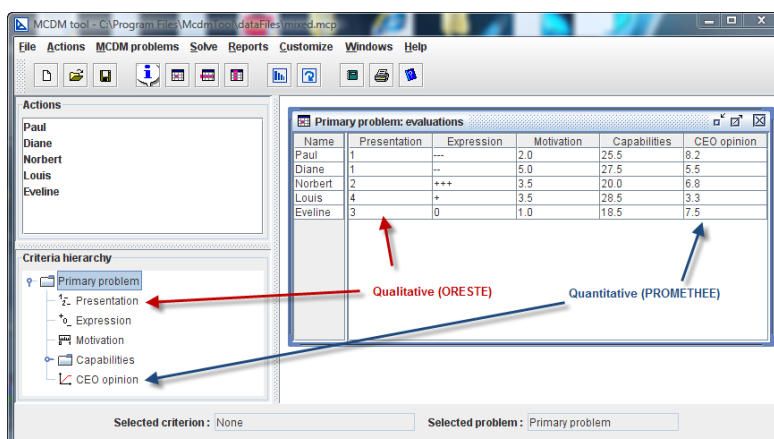 MCDM tool - C:\Program Files\McdmTool\dataFiles\mixed.mcp
File Actions MCDM problems Solve Reports Customize Windows Help
Actions
Paul
Diane
Norbert
Louis
Eveline
Primary problem: evaluations
Name Presentation Expression Motivation Capabilities CEO opinion
Paul 1 --- 2.0 25.5 8.2
Diane 1 -- 5.0 27.5 5.5
Norbert 2 +++ 3.5 20.0 6.8
Louis 4 + 3.5 28.5 3.3
Eveline 3 0 1.0 18.5 7.5
Criteria hierarchy
Primary problem
Presentation
Expression
Motivation
Capabilities
CEO opinion
Qualitative (ORESTE)
Quantitative (PROMETHEE)
Selected criterion : None Selected problem : Primary problem